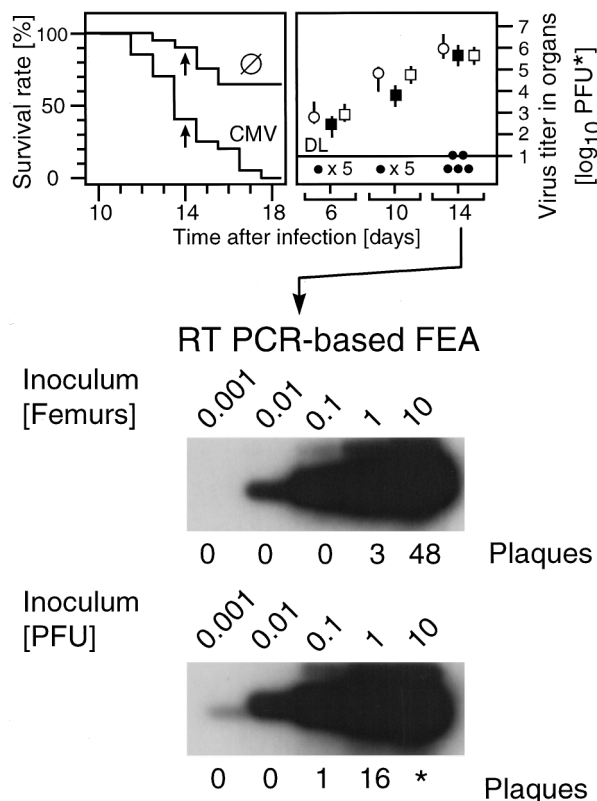 Survival rate [%]
100
50
0
Ø
CMV
10 14 18
DL
x 5 x 5
6 10 14
7
6
5
4
3
2
1
Virus titer in organs
[log10 PFU*]
Time after infection [days]
RT PCR-based FEA
Inoculum
[Femurs]
0.001 0.01 0.1 1 10
0 0 0 3 48 Plaques
Inoculum
[PFU]
0.001 0.01 0.1 1 10
0 0 1 16 * Plaques